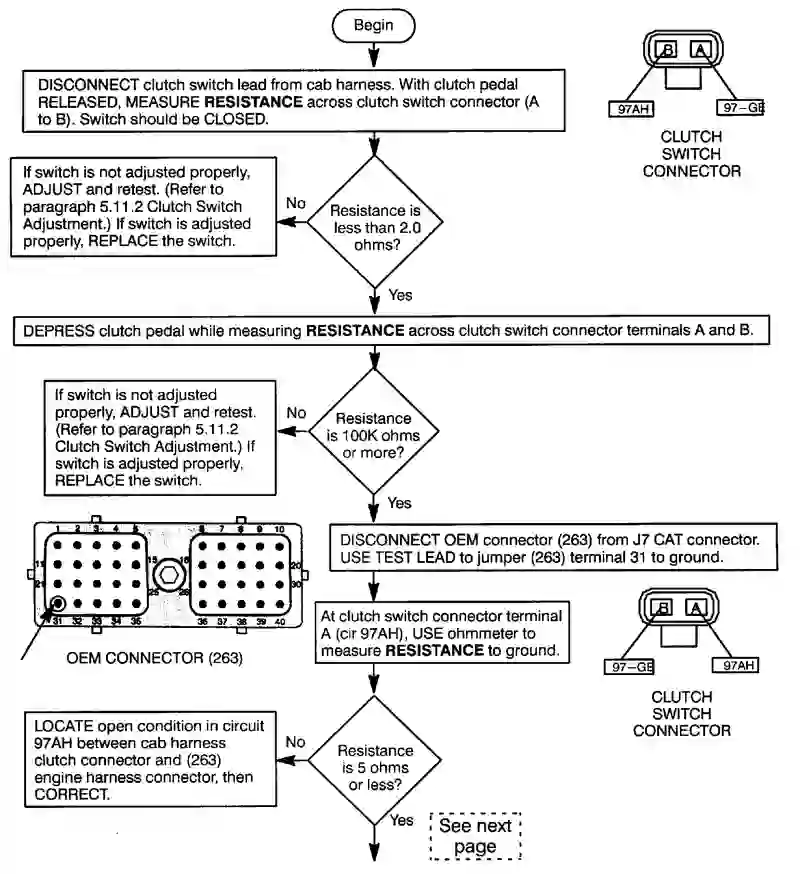 Begin
DISCONNECT clutch switch lead from cab harness. With clutch pedal
RELEASED, MEASURE RESISTANCE across clutch switch connector (A
to B). Switch should be CLOSED.
B A
97AH 97-GE
CLUTCH
SWITCH
CONNECTOR
If switch is not adjusted properly,
ADJUST and retest. (Refer to
paragraph 5.11.2 Clutch Switch
Adjustment.) If switch is adjusted
properly, REPLACE the switch.
No
Resistance is
less than 2.0
ohms?
Yes
DEPRESS clutch pedal while measuring RESISTANCE across clutch switch connector terminals A and B.
If switch is not adjusted
properly, ADJUST and retest.
(Refer to paragraph 5.11.2
Clutch Switch Adjustment.) If
switch is adjusted properly,
REPLACE the switch.
No
Resistance
is 100K ohms
or more?
Yes
1 2 3 4 5 6 7 8 9 10
11 15 16 20
21 25 26 30
31 32 33 34 35 36 37 38 39 40
OEM CONNECTOR (263)
DISCONNECT OEM connector (263) from J7 CAT connector.
USE TEST LEAD to jumper (263) terminal 31 to ground.
At clutch switch connector terminal
A (cir 97AH), USE ohmmeter to
measure RESISTANCE to ground.
B A
97-GE 97AH
CLUTCH
SWITCH
CONNECTOR
LOCATE open condition in circuit
97AH between cab harness
clutch connector and (263)
engine harness connector, then
CORRECT.
No
Resistance
is 5 ohms
or less?
Yes
See next
page